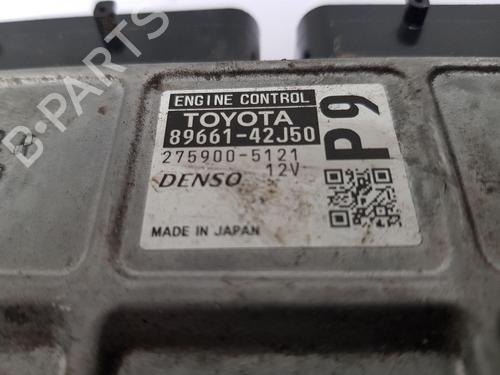 ENGINE CONTROL
TOYOTA
89661-42J50
275900-5121
DENSO 12V
MADE IN JAPAN
P9
B-PARTS